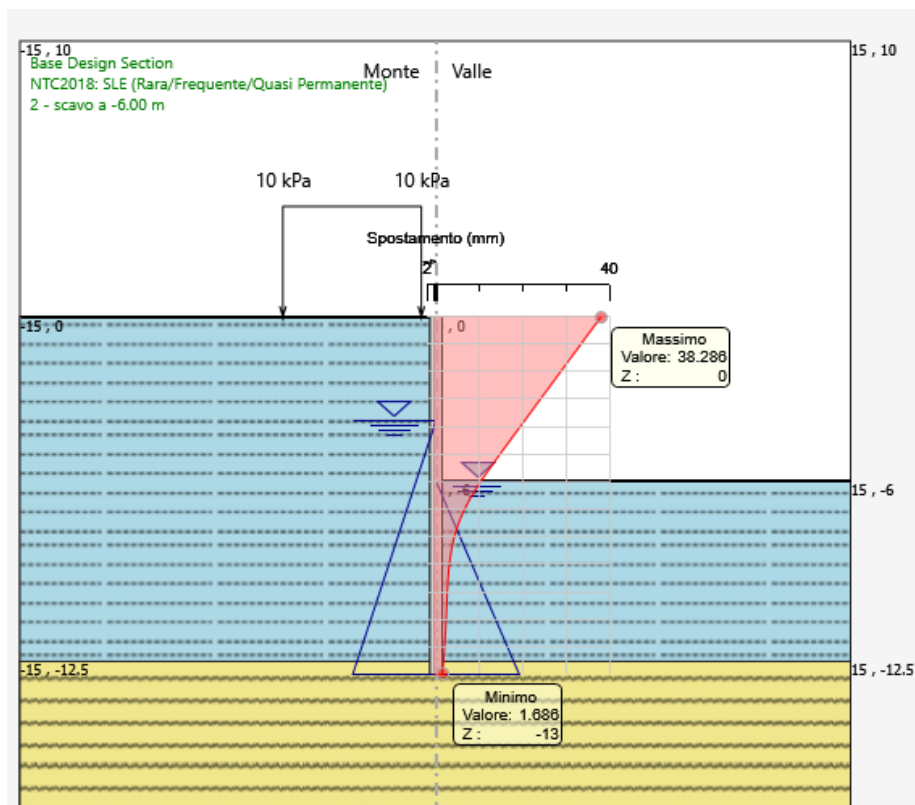 -15 , 10
15 , 10
Base Design Section
NTC2018: SLE (Rara/Frequente/Quasi Permanente)
2 - scavo a -6.00 m
Monte
Valle
10 kPa
10 kPa
Spostamento (mm)
2
40
-15 , 0
, 0
Massimo
Valore: 38.286
Z : 0
, -6
15 , -6
-15 , -12.5
15 , -12.5
Minimo
Valore: 1.686
Z : -13